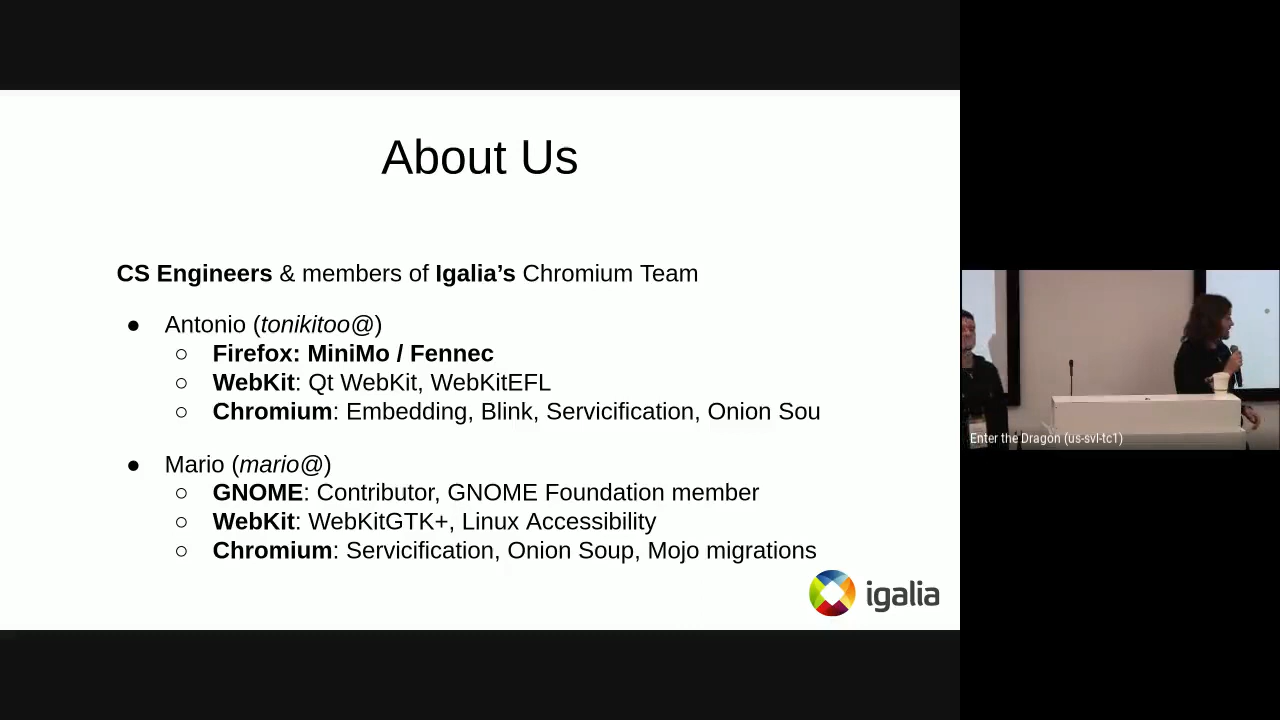 About Us
CS Engineers & members of Igalia’s Chromium Team
● Antonio (tonikitoo@)
○ Firefox: MiniMo / Fennec
○ WebKit: Qt WebKit, WebKitEFL
○ Chromium: Embedding, Blink, Servicification, Onion Sou
● Mario (mario@)
○ GNOME: Contributor, GNOME Foundation member
○ WebKit: WebKitGTK+, Linux Accessibility
○ Chromium: Servicification, Onion Soup, Mojo migrations
igalia
Enter the Dragon (us-svl-tc1)